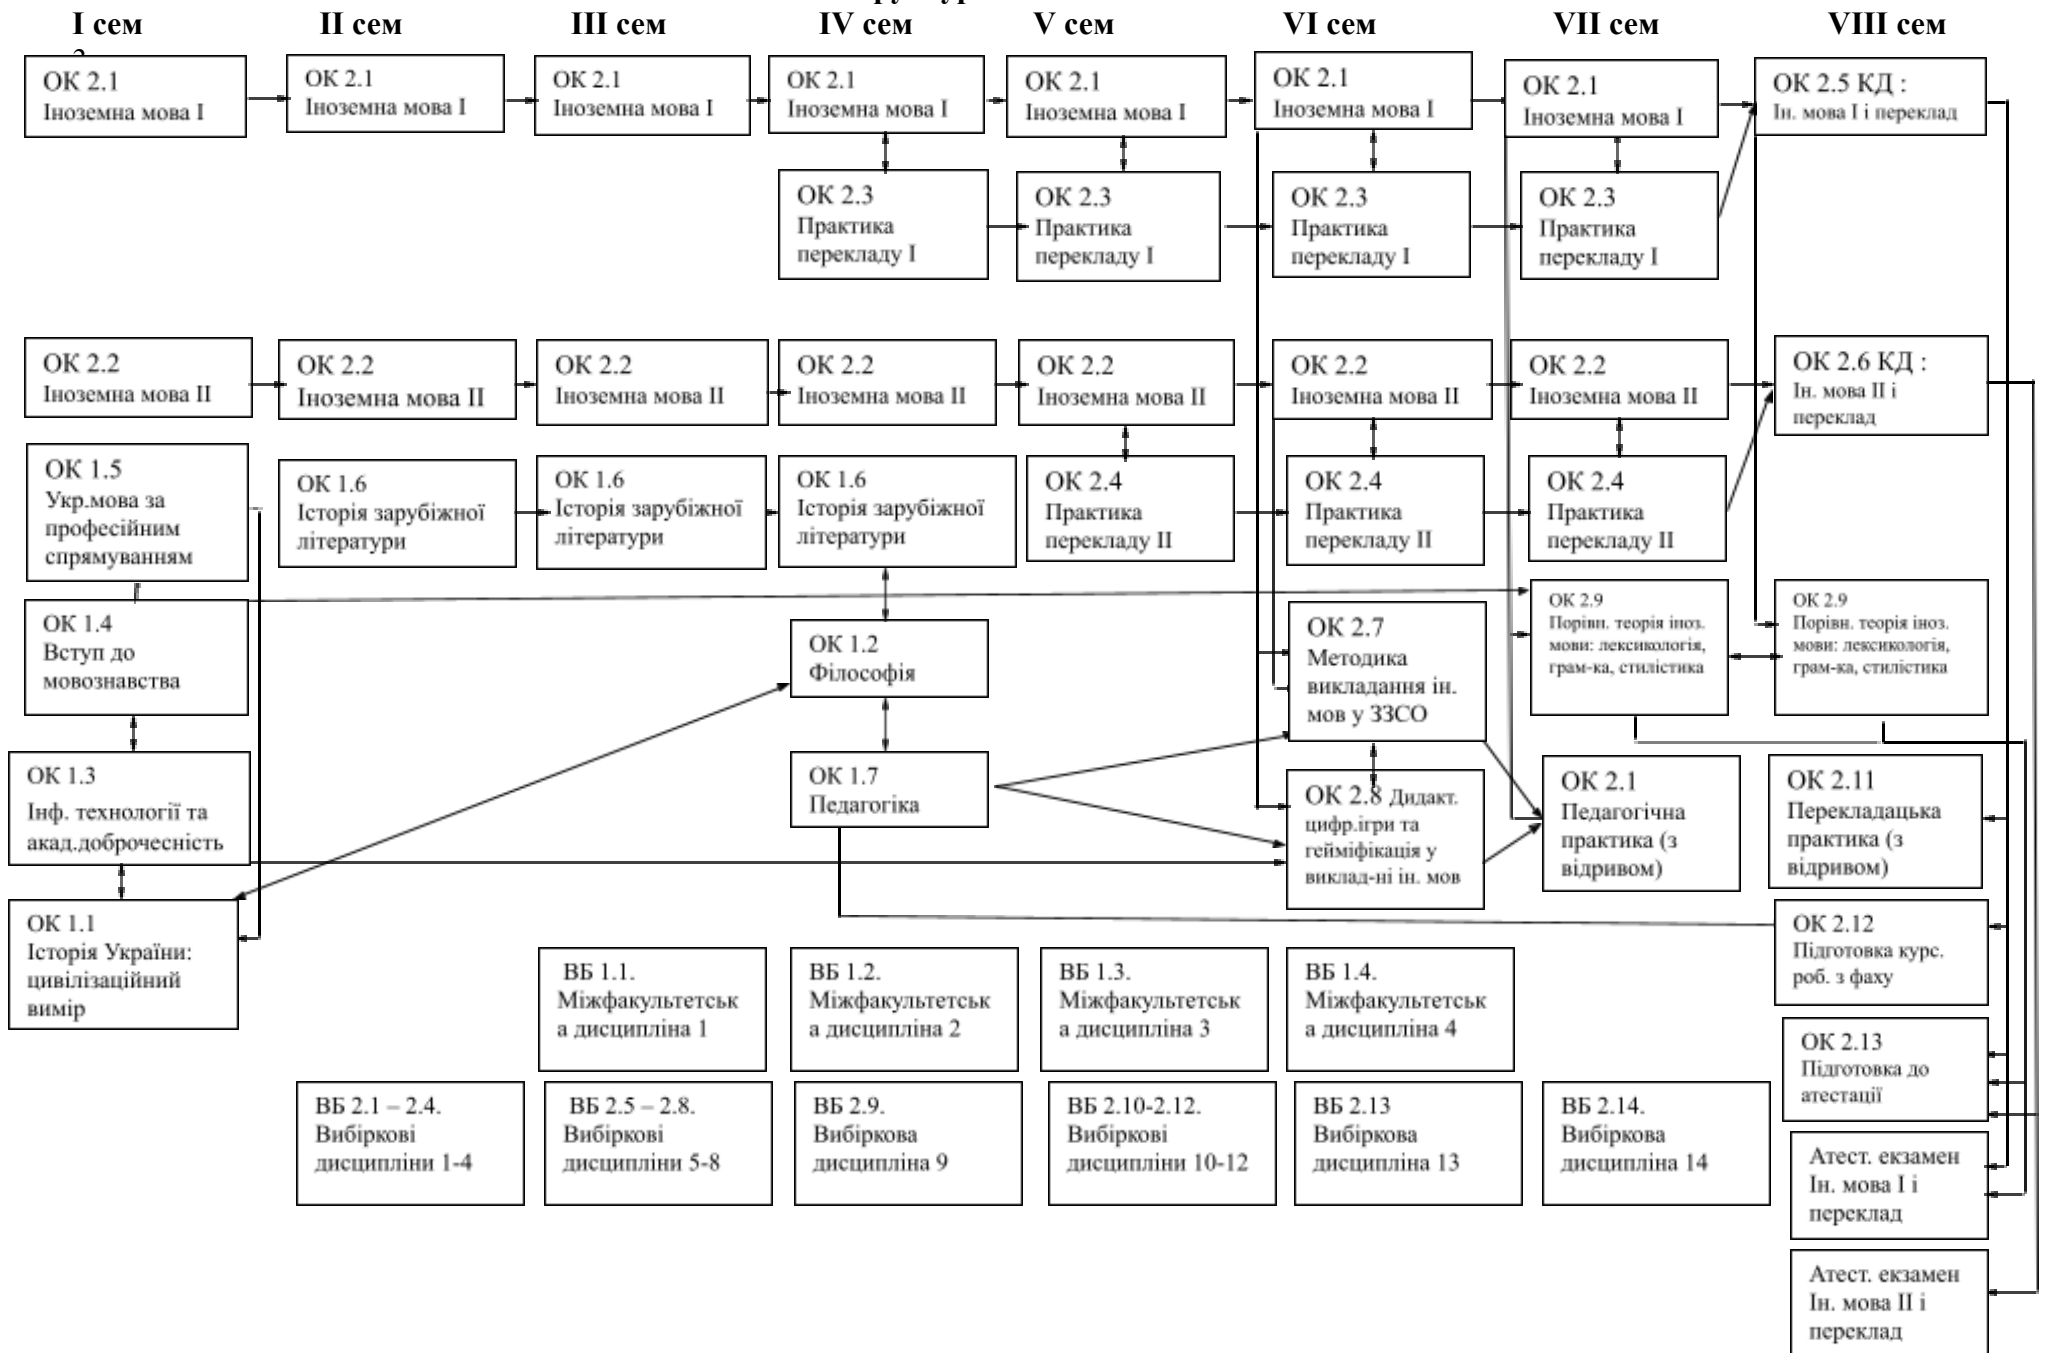 I сем
II сем
III сем
IV сем
V сем
VI сем
VII сем
VIII сем
ОК 2.1
Іноземна мова I
ОК 2.1
Іноземна мова I
ОК 2.1
Іноземна мова I
ОК 2.1
Іноземна мова I
ОК 2.1
Іноземна мова I
ОК 2.1
Іноземна мова I
ОК 2.1
Іноземна мова I
ОК 2.5 КД :
Ін. мова I і переклад
ОК 2.3
Практика
перекладу I
ОК 2.3
Практика
перекладу I
ОК 2.3
Практика
перекладу I
ОК 2.3
Практика
перекладу I
ОК 2.2
Іноземна мова II
ОК 2.2
Іноземна мова II
ОК 2.2
Іноземна мова II
ОК 2.2
Іноземна мова II
ОК 2.2
Іноземна мова II
ОК 2.2
Іноземна мова II
ОК 2.2
Іноземна мова II
ОК 2.6 КД :
Ін. мова II і
переклад
ОК 1.5
Укр.мова за
професійним
спрямуванням
ОК 1.6
Історія зарубіжної
літератури
ОК 1.6
Історія зарубіжної
літератури
ОК 1.6
Історія зарубіжної
літератури
ОК 2.4
Практика
перекладу II
ОК 2.4
Практика
перекладу II
ОК 2.4
Практика
перекладу II
ОК 1.4
Вступ до
мовознавства
ОК 1.2
Філософія
ОК 2.7
Методика
викладання ін.
мов у ЗЗСО
ОК 2.9
Порівн. теорія іноз.
мови: лексикологія,
грам-ка, стилістика
ОК 2.9
Порівн. теорія іноз.
мови: лексикологія,
грам-ка, стилістика
ОК 1.3
Інф. технології та
акад.доброчесність
ОК 1.7
Педагогіка
ОК 2.8 Дидакт.
цифр.ігри та
гейміфікація у
виклад-ні ін. мов
ОК 2.1
Педагогічна
практика (з
відривом)
ОК 2.11
Перекладацька
практика (з
відривом)
ОК 1.1
Історія України:
цивілізаційний
вимір
ОК 2.12
Підготовка курс.
роб. з фаху
ВБ 1.1.
Міжфакультетськ
а дисципліна 1
ВБ 1.2.
Міжфакультетськ
а дисципліна 2
ВБ 1.3.
Міжфакультетськ
а дисципліна 3
ВБ 1.4.
Міжфакультетськ
а дисципліна 4
ОК 2.13
Підготовка до
атестації
ВБ 2.1 – 2.4.
Вибіркові
дисципліни 1-4
ВБ 2.5 – 2.8.
Вибіркові
дисципліни 5-8
ВБ 2.9.
Вибіркова
дисципліна 9
ВБ 2.10-2.12.
Вибіркові
дисципліни 10-12
ВБ 2.13
Вибіркова
дисципліна 13
ВБ 2.14.
Вибіркова
дисципліна 14
Атест. екзамен
Ін. мова I і
переклад
Атест. екзамен
Ін. мова II і
переклад